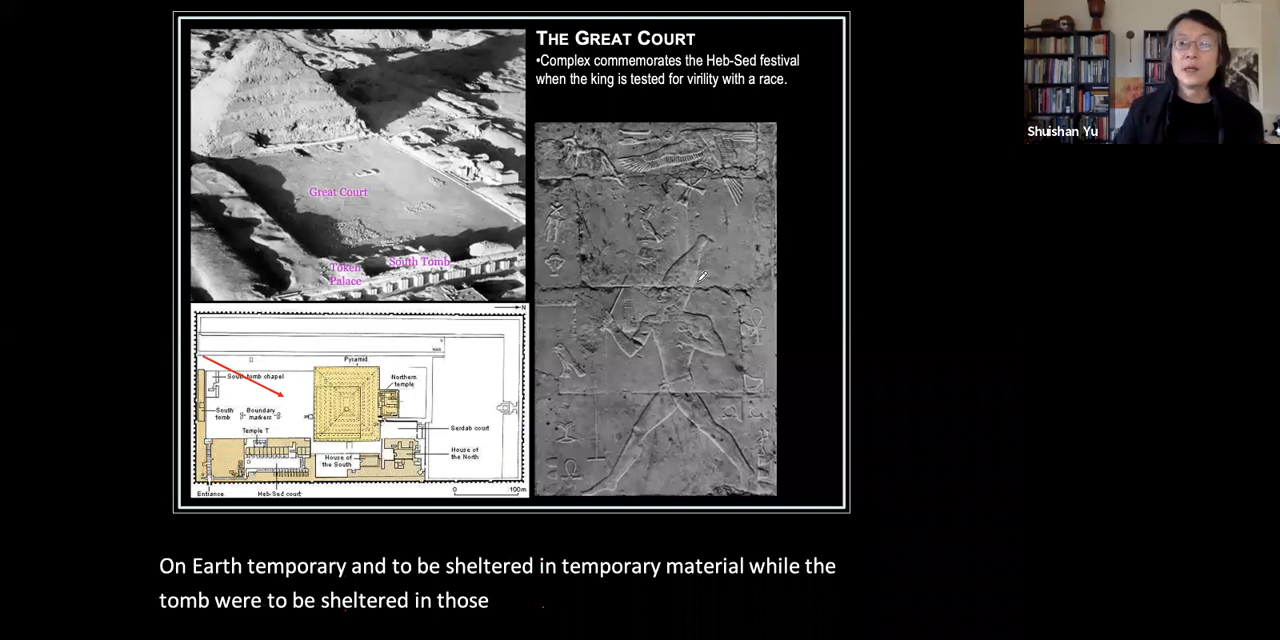 THE GREAT COURT
•Complex commemorates the Heb-Sed festival
when the king is tested for virility with a race.
Great Court
South Tomb
Token
Palace
N
Pyramid
South tomb chapel
Northern
temple
South
tomb
Boundary
markers
Temple T
Serdab court
House of
the South
House of
the North
Entrance
Heb-Sed court
0
100m
Shuishan Yu
On Earth temporary and to be sheltered in temporary material while the
tomb were to be sheltered in those